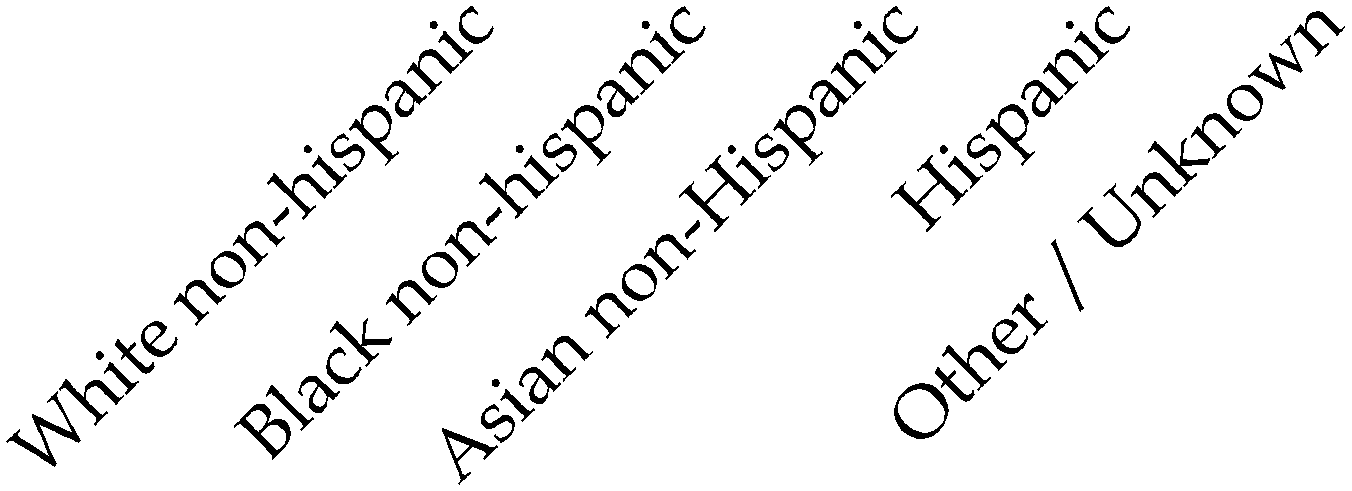 White non-hispanic
Black non-hispanic
Asian non-Hispanic
Hispanic
Other / Unknown